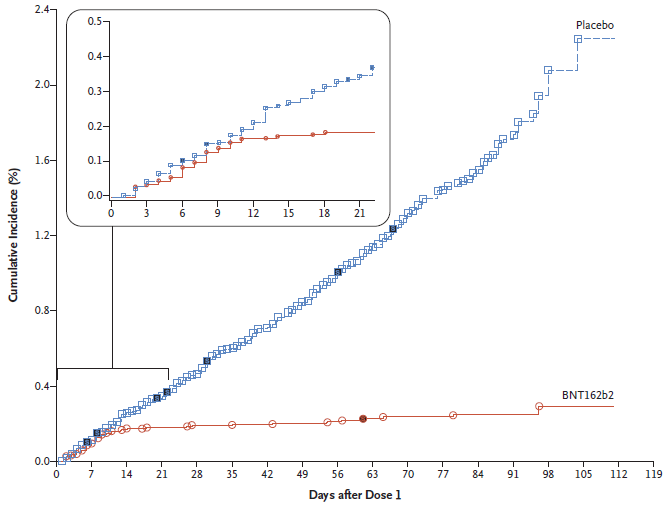 2.4
Placebo
0.5
0.4
2.0
0.3
0.2
1.6
0.1
0.0
0 3 6 9 12 15 18 21
1.2
Cumulative Incidence (%)
0.8
BNT162b2
0.4
0.0
0 7 14 21 28 35 42 49 56 63 70 77 84 91 98 105 112 119
Days after Dose 1